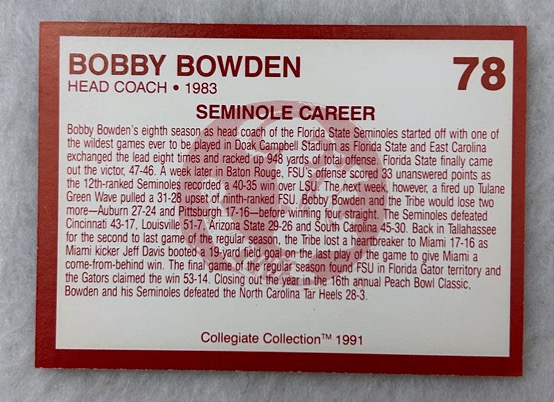 BOBBY BOWDEN
78
HEAD COACH • 1983
SEMINOLE CAREER
Bobby Bowden's eighth season as head coach of the Florida State Seminoles started off with one of
the wildest games ever to be played in Doak Campbell Stadium as Florida State and East Carolina
exchanged the lead eight times and racked up 948 yards of total offense. Florida State finally came
out the victor, 47-46. A week later in Baton Rouge, FSU's offense scored 33 unanswered points as
the 12th-ranked Seminoles recorded a 40-35 win over LSU. The next week, however, a fired up Tulane
Green Wave pulled a 31-28 upset of ninth-ranked FSU. Bobby Bowden and the Tribe would lose two
more—Auburn 27-24 and Pittsburgh 17-16—before winning four straight. The Seminoles defeated
Cincinnati 43-17, Louisville 51-7, Arizona State 29-26 and South Carolina 45-30. Back in Tallahassee
for the second to last game of the regular season, the Tribe lost a heartbreaker to Miami 17-16 as
Miami kicker Jeff Davis booted a 19-yard field goal on the last play of the game to give Miami a
come-from-behind win. The final game of the regular season found FSU in Florida Gator territory and
the Gators claimed the win 53-14. Closing out the year in the 16th annual Peach Bowl Classic,
Bowden and his Seminoles defeated the North Carolina Tar Heels 28-3.
Collegiate Collection™ 1991